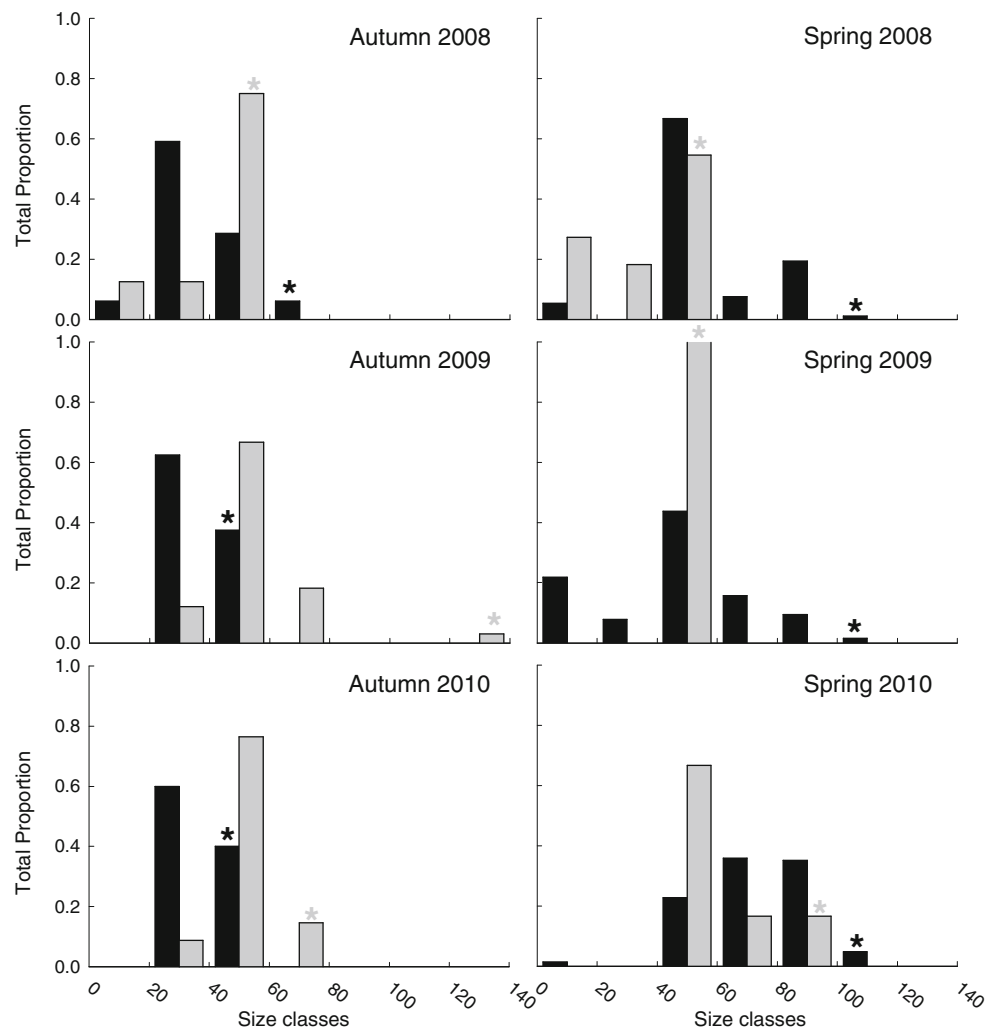 1.0
0.8
0.6
0.4
0.2
0.0
Total Proportion
Autumn 2008
*
*
Spring 2008
*
*
1.0
0.8
0.6
0.4
0.2
0.0
Total Proportion
Autumn 2009
*
*
Spring 2009
*
*
1.0
0.8
0.6
0.4
0.2
0.0
Total Proportion
Autumn 2010
*
*
Spring 2010
*
*
0 20 40 60 80 100 120 140
Size classes
0 20 40 60 80 100 120 140
Size classes